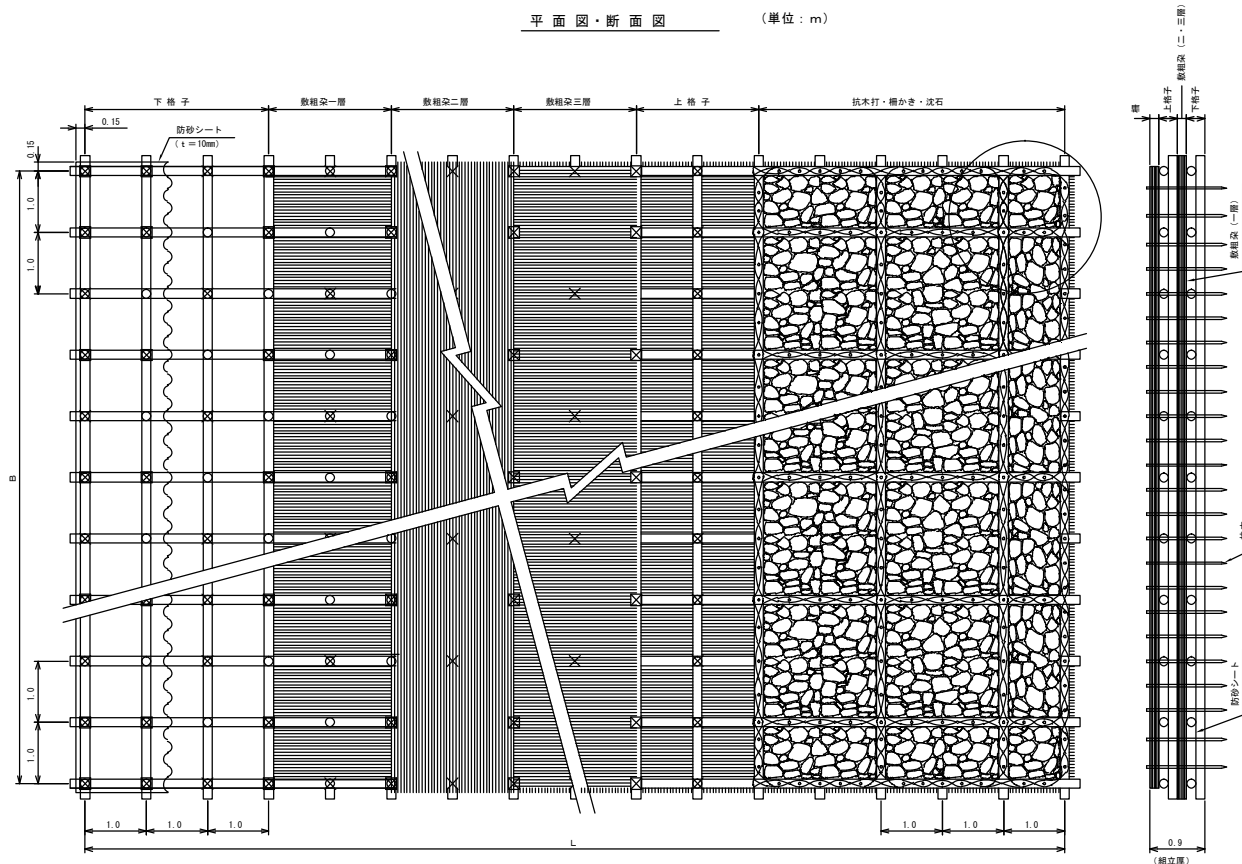 平面図・断面図
(単位：m)
下格子
敷粗朶一層
敷粗朶二層
敷粗朶三層
上格子
抗木打・柵かき・沈石
0.15
防砂シート
(t=10mm)
0.15
1.0
1.0
B
1.0
1.0
1.0
1.0
1.0
1.0
1.0
1.0
L
柵
上格子
敷粗朶(二・三層)
下格子
敷粗朶(一層)
防砂シート
0.9
(組立厚)